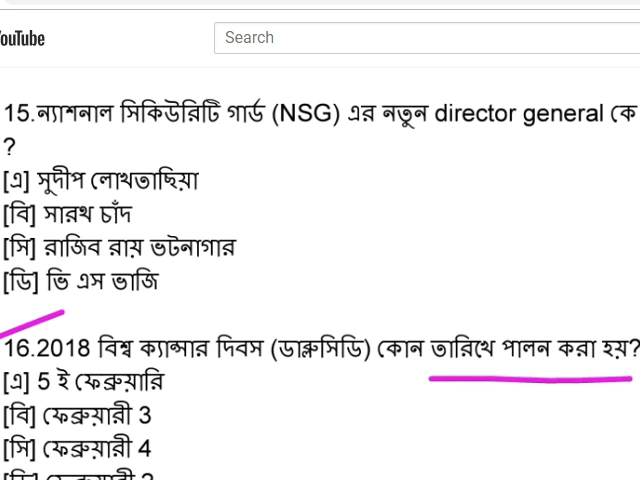 YouTube
Search
15.ন্যাশনাল সিকিউরিটি গার্ড (NSG) এর নতুন director general কে
?
[এ] সুদীপ লোখতাছিয়া
[বি] সারথ চাঁদ
[সি] রাজিব রায় ভটনাগার
[ডি] ভি এস ভাজি
16.2018 বিশ্ব ক্যান্সার দিবস (ডাব্লুসিডি) কোন তারিখে পালন করা হয়?
[এ] 5 ই ফেব্রুয়ারি
[বি] ফেব্রুয়ারী 3
[সি] ফেব্রুয়ারী 4
[ডি] ফেব্রুয়ারী 2